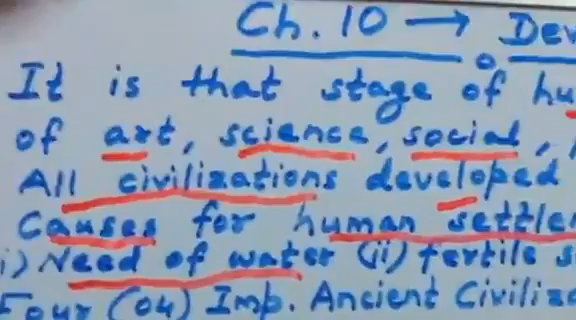 Ch. 10 → Dev
It is that stage of hu
of art, science, social,
All civilizations developed
Causes for human settle
i) Need of water (ii) fertile s
Four (04) Imp. Ancient Civiliza